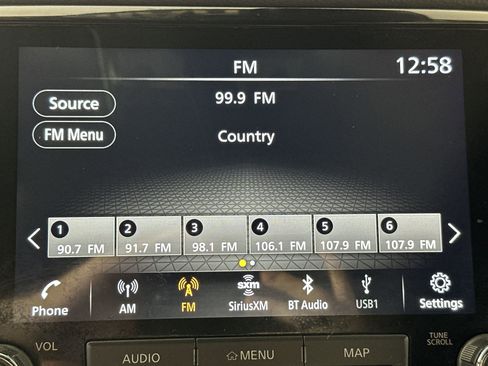 FM 12:58
Source 99.9 FM
FM Menu Country
1 2 3 4 5 6
90.7 FM 91.7 FM 98.1 FM 106.1 FM 107.9 FM 107.9 FM
sxm
Phone AM FM SiriusXM BT Audio USB1 Settings
VOL AUDIO MENU MAP TUNE
SCROLL